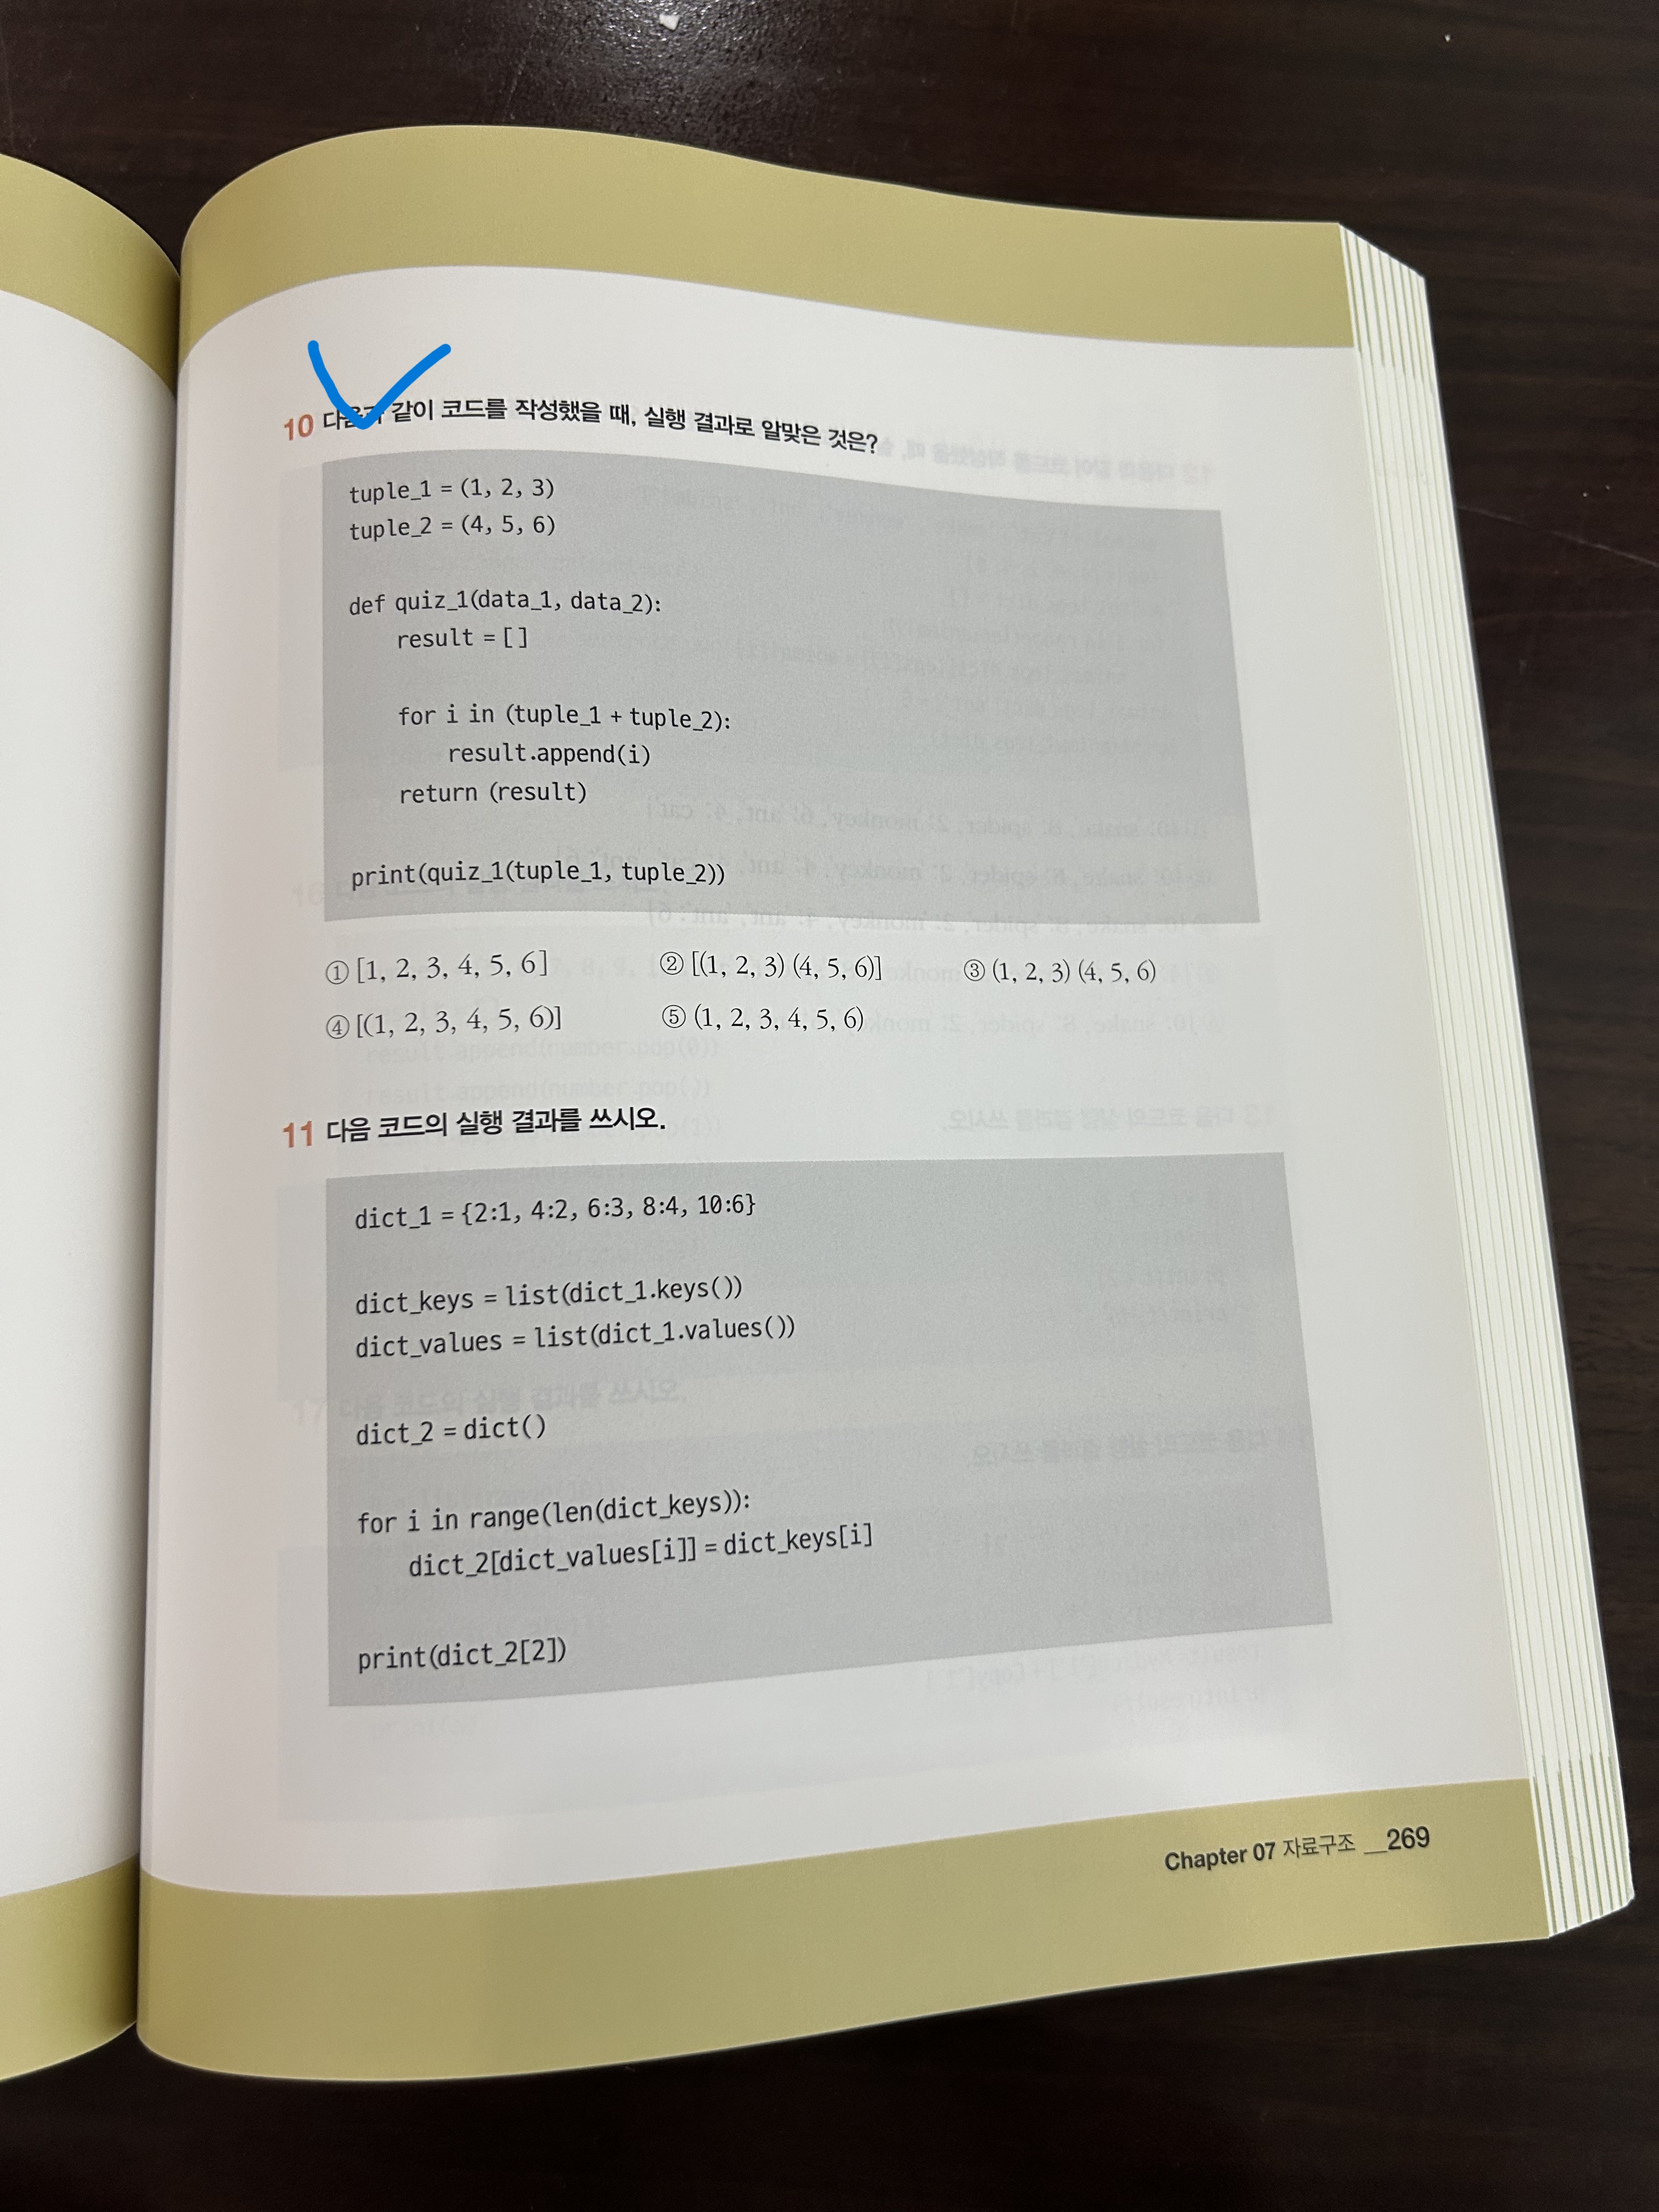 10 다음과 같이 코드를 작성했을 때, 실행 결과로 알맞은 것은?
tuple_1 = (1, 2, 3)
tuple_2 = (4, 5, 6)
def quiz_1(data_1, data_2):
result = []
for i in (tuple_1 + tuple_2):
result.append(i)
return (result)
print(quiz_1(tuple_1, tuple_2))
① [1, 2, 3, 4, 5, 6] ② [(1, 2, 3) (4, 5, 6)] ③ (1, 2, 3) (4, 5, 6)
④ [(1, 2, 3, 4, 5, 6)] ⑤ (1, 2, 3, 4, 5, 6)
11 다음 코드의 실행 결과를 쓰시오.
dict_1 = {2:1, 4:2, 6:3, 8:4, 10:6}
dict_keys = list(dict_1.keys())
dict_values = list(dict_1.values())
dict_2 = dict()
for i in range(len(dict_keys)):
dict_2[dict_values[i]] = dict_keys[i]
print(dict_2[2])
Chapter 07 자료구조 __269